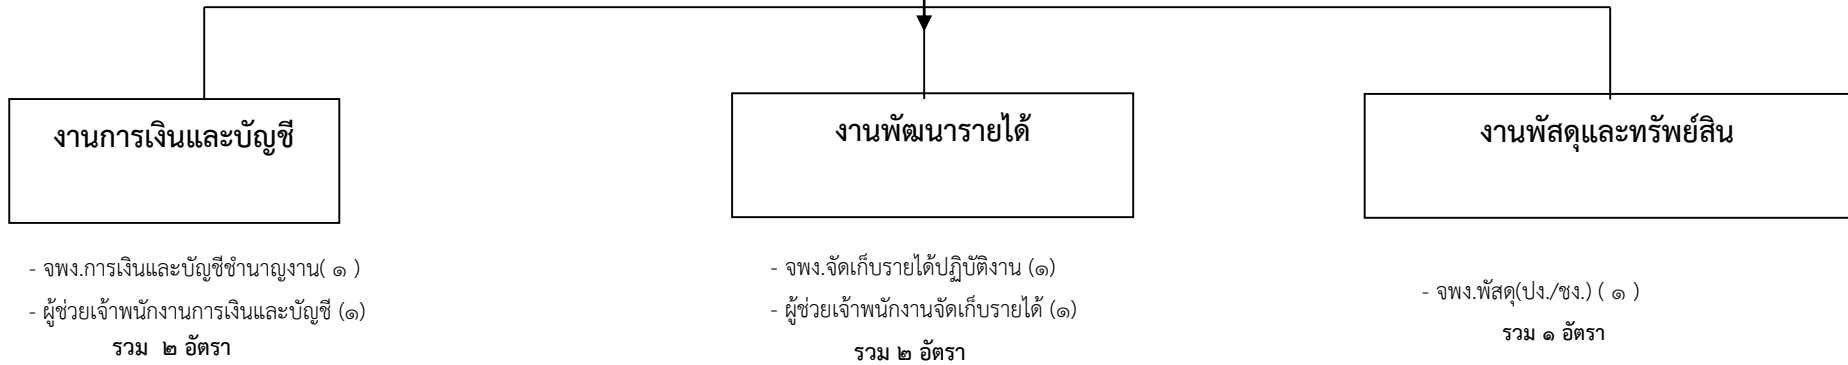 งานการเงินและบัญชี
- จพง.การเงินและบัญชีชำนาญงาน( ๑ )
- ผู้ช่วยเจ้าพนักงานการเงินและบัญชี (๑)
รวม ๒ อัตรา
งานพัฒนารายได้
- จพง.จัดเก็บรายได้ปฏิบัติงาน (๑)
- ผู้ช่วยเจ้าพนักงานจัดเก็บรายได้ (๑)
รวม ๒ อัตรา
งานพัสดุและทรัพย์สิน
- จพง.พัสดุ(ปง./ชง.) ( ๑ )
รวม ๑ อัตรา